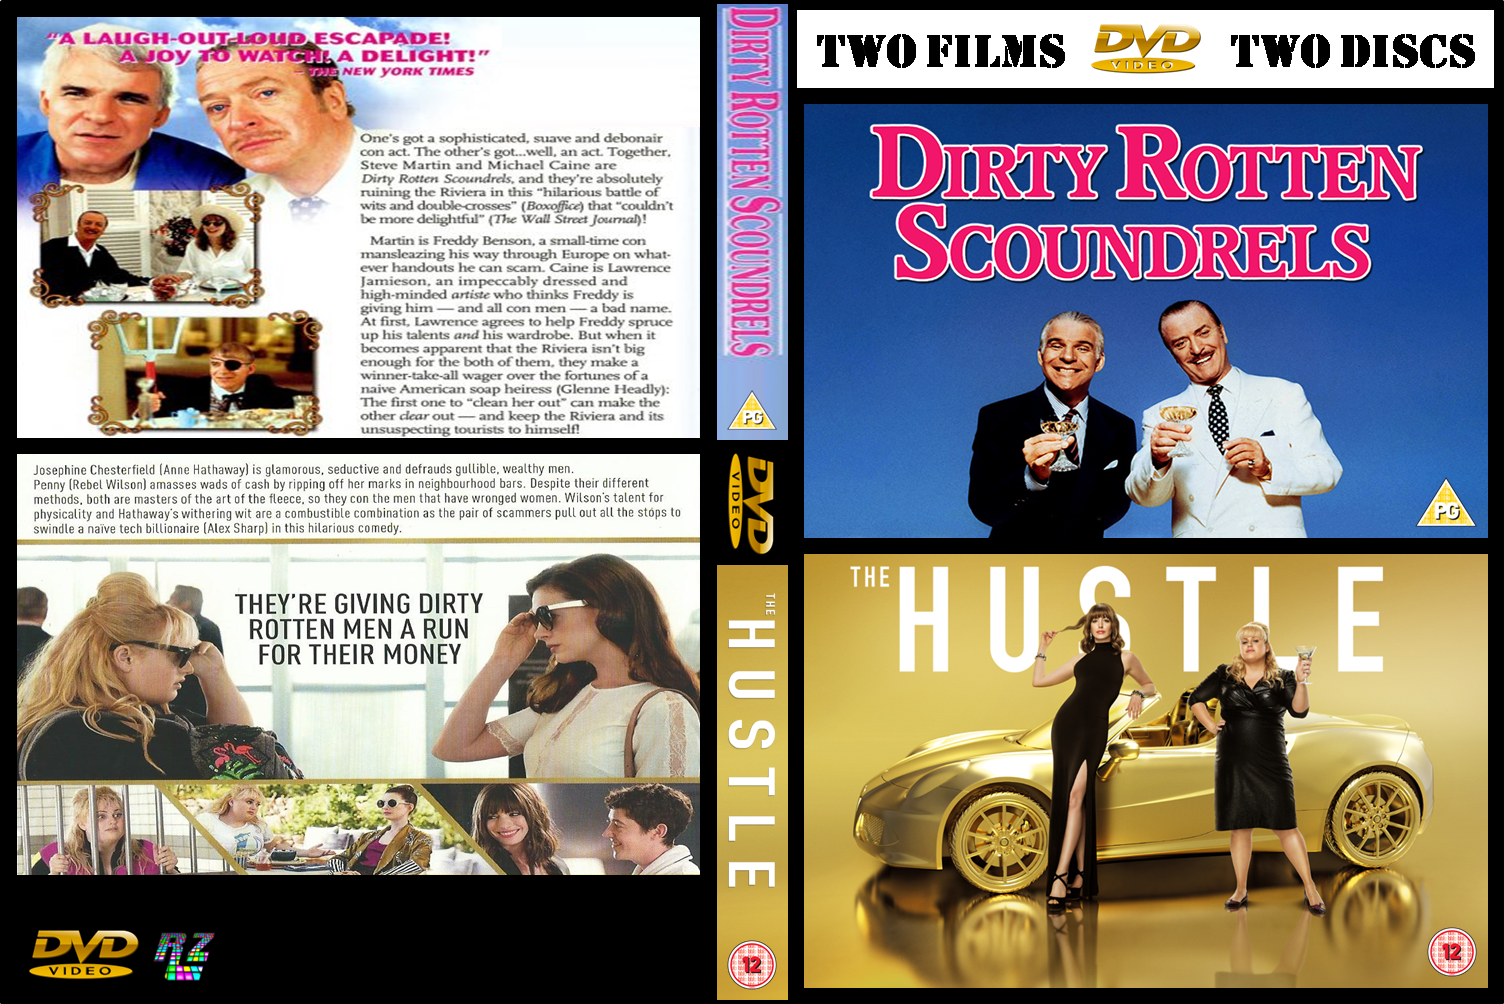 "A LAUGH-OUT-LOUD ESCAPADE!
A JOY TO WATCH! A DELIGHT!"
– THE NEW YORK TIMES
One's got a sophisticated, suave and debonair
con act. The other's got...well, an act. Together,
Steve Martin and Michael Caine are
Dirty Rotten Scoundrels, and they're absolutely
ruining the Riviera in this "hilarious battle of
wits and double-crosses" (Boxoffice) that "couldn't
be more delightful" (The Wall Street Journal)!
Martin is Freddy Benson, a small-time con
mansleazing his way through Europe on what-
ever handouts he can scam. Caine is Lawrence
Jamieson, an impeccably dressed and
high-minded artiste who thinks Freddy is
giving him — and all con men — a bad name.
At first, Lawrence agrees to help Freddy spruce
up his talents and his wardrobe. But when it
becomes apparent that the Riviera isn't big
enough for the both of them, they make a
winner-take-all wager over the fortunes of a
naive American soap heiress (Glenne Headly):
The first one to "clean her out" can make the
other clear out — and keep the Riviera and its
unsuspecting tourists to himself!
Josephine Chesterfield (Anne Hathaway) is glamorous, seductive and defrauds gullible, wealthy men.
Penny (Rebel Wilson) amasses wads of cash by ripping off her marks in neighbourhood bars. Despite their different
methods, both are masters of the art of the fleece, so they con the men that have wronged women. Wilson's talent for
physicality and Hathaway's withering wit are a combustible combination as the pair of scammers pull out all the stops to
swindle a naïve tech billionaire (Alex Sharp) in this hilarious comedy.
THEY'RE GIVING DIRTY
ROTTEN MEN A RUN
FOR THEIR MONEY
DVD
VIDEO
RZ
DIRTY ROTTEN SCOUNDRELS
PG
DVD
VIDEO
THE
HUSTLE
12
TWO FILMS
DVD
VIDEO
TWO DISCS
DIRTY ROTTEN
SCOUNDRELS
PG
THE
HUSTLE
12